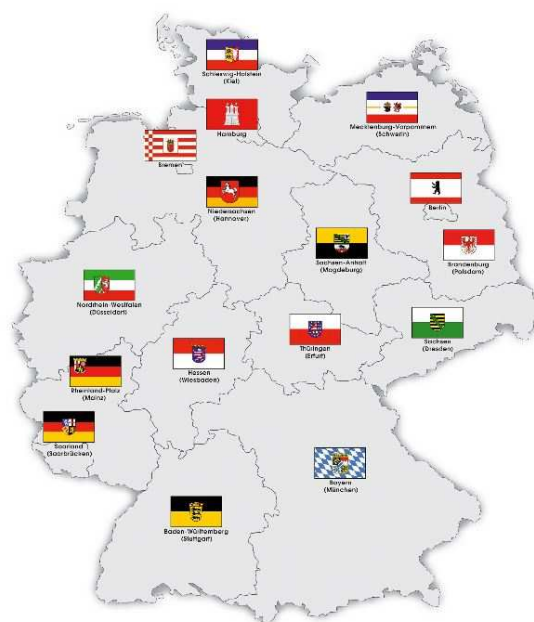 Schleswig-Holstein
(Kiel)
Hamburg
Mecklenburg-Vorpommern
(Schwerin)
Bremen
Berlin
Niedersachsen
(Hannover)
Sachsen-Anhalt
(Magdeburg)
Brandenburg
(Potsdam)
Nordrhein-Westfalen
(Düsseldorf)
Thüringen
(Erfurt)
Sachsen
(Dresden)
Hessen
(Wiesbaden)
Rheinland-Pfalz
(Mainz)
Saarland
(Saarbrücken)
Bayern
(München)
Baden-Württemberg
(Stuttgart)